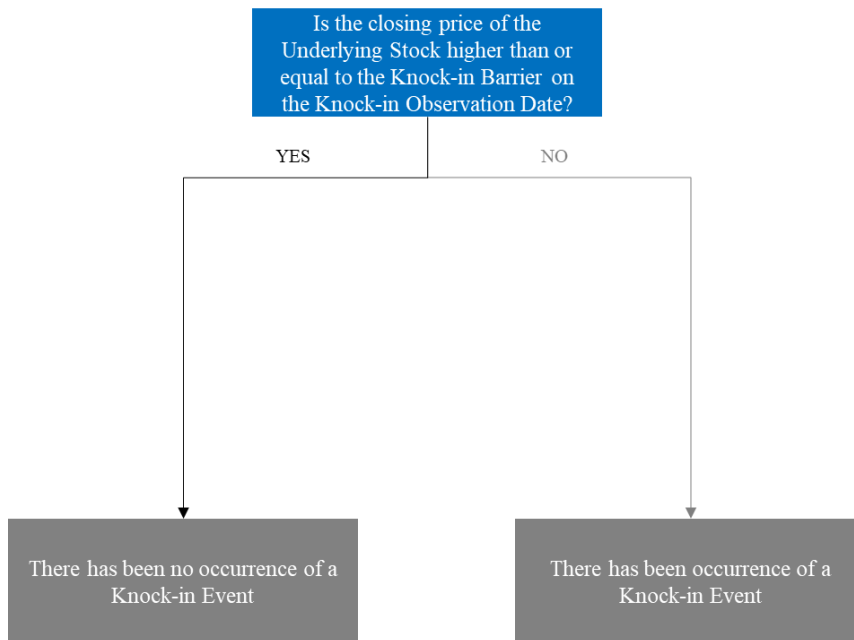 Is the closing price of the
Underlying Stock higher than or
equal to the Knock-in Barrier on
the Knock-in Observation Date?
YES
NO
There has been no occurrence of a
Knock-in Event
There has been occurrence of a
Knock-in Event